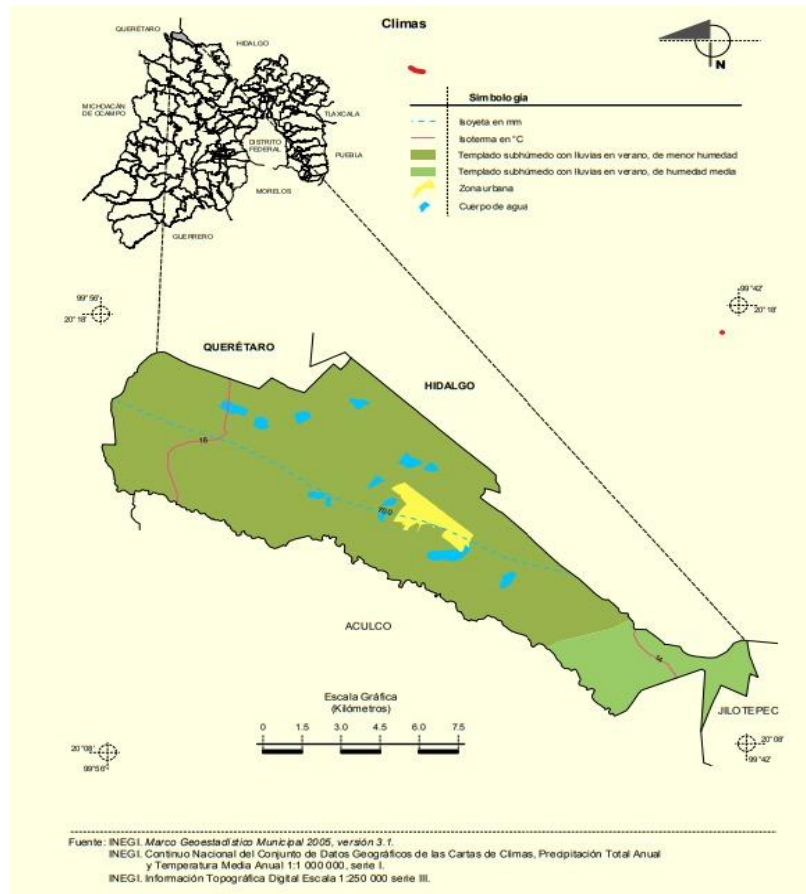 Climas
QUERÉTARO
HIDALGO
MICHOACÁN
DE OCAMPO
TLAXCALA
DISTRITO
FEDERAL
PUEBLA
MORELOS
GUERRERO
N
Simbología
Isoyeta en mm
Isoterma en °C
Templado subhúmedo con lluvias en verano, de menor humedad
Templado subhúmedo con lluvias en verano, de humedad media
Zona urbana
Cuerpo de agua
99°56'
20°18'
99°42'
20°18'
QUERÉTARO
HIDALGO
16
700
14
ACULCO
JILOTEPEC
Escala Gráfica
(Kilómetros)
0 1.5 3.0 4.5 6.0 7.5
20°08'
99°56'
20°08'
99°42'
Fuente: INEGI. Marco Geoestadístico Municipal 2005, versión 3.1.
INEGI. Continuo Nacional del Conjunto de Datos Geográficos de las Cartas de Climas, Precipitación Total Anual
y Temperatura Media Anual 1:1 000 000, serie I.
INEGI. Información Topográfica Digital Escala 1:250 000 serie III.